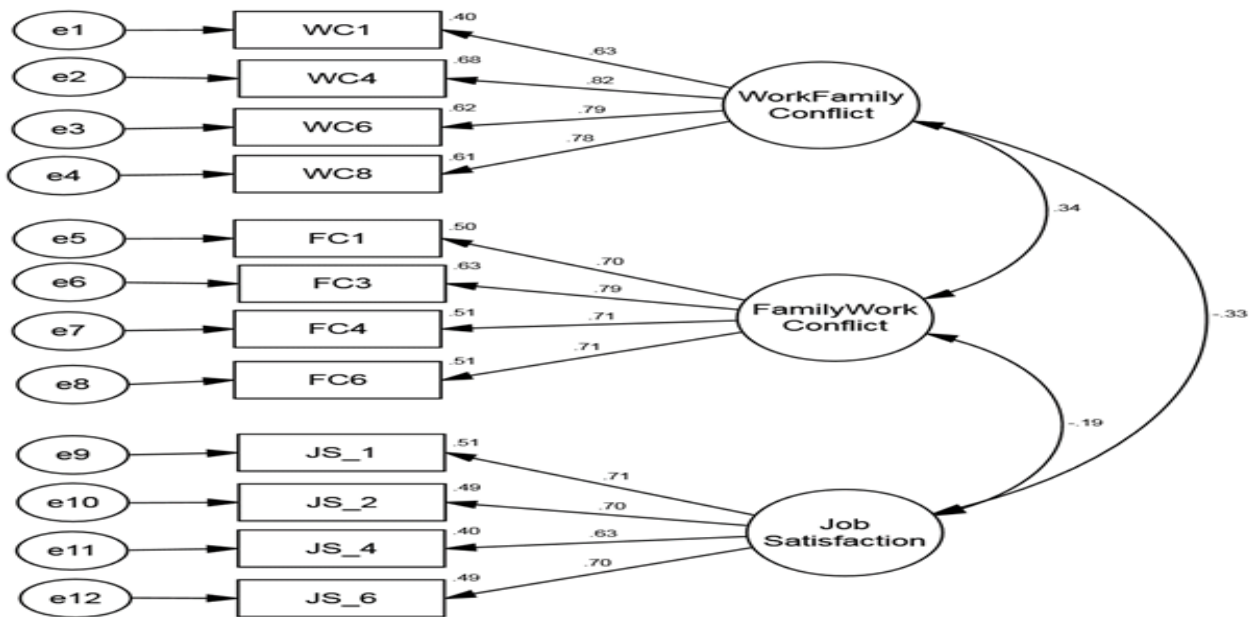 .40
e1 WC1
.63
.68
e2 WC4
.82
WorkFamily
Conflict
.62
.79
e3 WC6
.78
.61
e4 WC8
.34
.50
e5 FC1
.70
.63
e6 FC3
.79
FamilyWork
Conflict
-.33
.51
.71
e7 FC4
.71
.51
e8 FC6
-.19
.51
e9 JS_1
.71
.49
e10 JS_2
.70
Job
Satisfaction
.40
.63
e11 JS_4
.70
.49
e12 JS_6